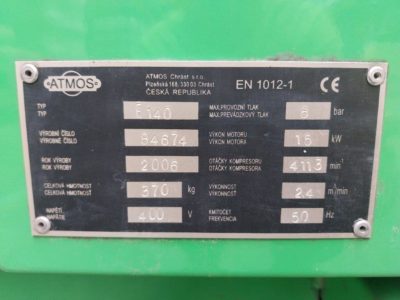 ATMOS
ATMOS Chrást s.r.o.
Plzeňská 168, 330 03 Chrást
ČESKÁ REPUBLIKA
EN 1012-1 CE
TYP
TYP
E140
MAX.PROVOZNÍ TLAK
MAX.PREVÁDZKOVY TLAK
8 bar
VÝROBNÍ ČÍSLO
VÝROBNÉ ČÍSLO
84674
VÝKON MOTORU
VÝKON MOTORA
15 kW
ROK VÝROBY
ROK VÝROBY
2006
OTÁČKY KOMPRESORU
OTÁČKY KOMPRESORA
4113 min
CELKOVÁ HMOTNOST
CELKOVÁ HMOTNOSŤ
370 kg
VÝKONNOST
VÝKONNOSŤ
2.4 m³/min
NAPĚTÍ
NAPÄTIE
400 V
KMITOČET
FREKVENCIA
50 Hz